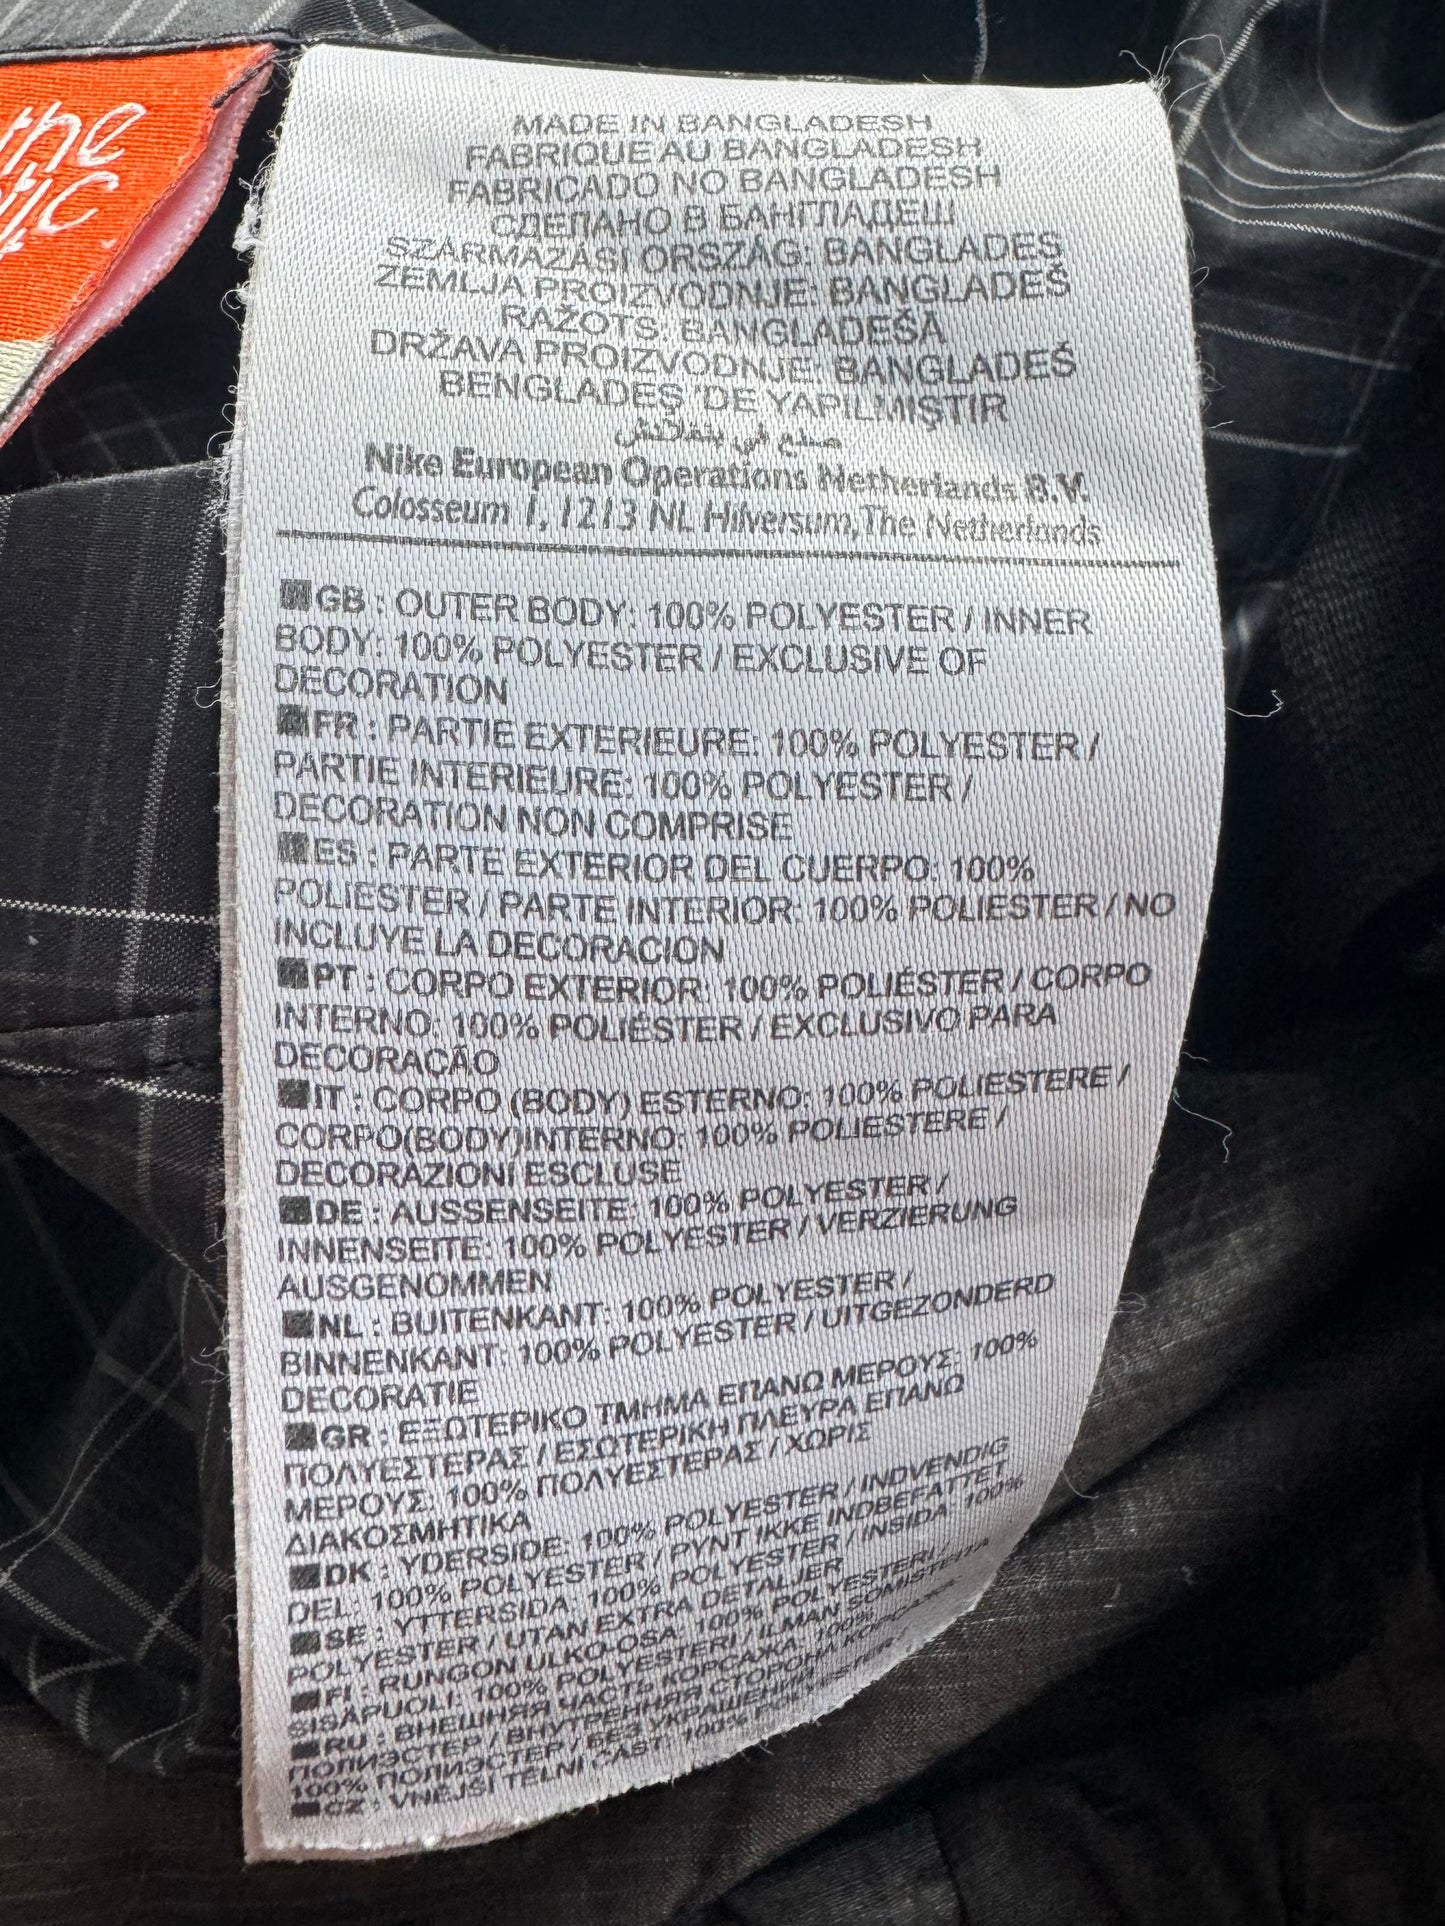 the
MADE IN BANGLADESH
FABRIQUE AU BANGLADESH
FABRICADO NO BANGLADESH
СДЕЛАНО В БАНГЛАДЕШ
SZÁRMAZÁSI ORSZÁG: BANGLADES
ZEMLJA PROIZVODNJE: BANGLADEŠ
RAŽOTS: BANGLADEŠĀ
DRŽAVA PROIZVODNJE: BANGLADEŠ
BENGLADEŞ 'DE YAPILMIŞTIR
صنع في بنغلادش
Nike European Operations Netherlands B.V.
Colosseum 1, 1213 NL Hilversum, The Netherlands
GB : OUTER BODY: 100% POLYESTER / INNER
BODY: 100% POLYESTER / EXCLUSIVE OF
DECORATION
FR : PARTIE EXTERIEURE: 100% POLYESTER /
PARTIE INTERIEURE: 100% POLYESTER /
DECORATION NON COMPRISE
ES : PARTE EXTERIOR DEL CUERPO: 100%
POLIESTER / PARTE INTERIOR: 100% POLIESTER / NO
INCLUYE LA DECORACION
PT : CORPO EXTERIOR: 100% POLIÉSTER / CORPO
INTERNO: 100% POLIÉSTER / EXCLUSIVO PARA
DECORAÇÃO
IT : CORPO (BODY) ESTERNO: 100% POLIESTERE /
CORPO(BODY)INTERNO: 100% POLIESTERE /
DECORAZIONI ESCLUSE
DE : AUSSENSEITE: 100% POLYESTER /
INNENSEITE: 100% POLYESTER / VERZIERUNG
AUSGENOMMEN
NL : BUITENKANT: 100% POLYESTER /
BINNENKANT: 100% POLYESTER / UITGEZONDERD
DECORATIE
GR : ΕΞΩΤΕΡΙΚΟ ΤΜΗΜΑ ΕΠΑΝΩ ΜΕΡΟΥΣ: 100%
ΠΟΛΥΕΣΤΕΡΑΣ / ΕΣΩΤΕΡΙΚΗ ΠΛΕΥΡΑ ΕΠΑΝΩ
ΜΕΡΟΥΣ: 100% ΠΟΛΥΕΣΤΕΡΑΣ / ΧΩΡΙΣ
ΔΙΑΚΟΣΜΗΤΙΚΑ
DK : YDERSIDE: 100% POLYESTER / INDVENDIG
DEL: 100% POLYESTER / PYNT IKKE INDBEFATTET
SE : YTTERSIDA: 100% POLYESTER / INSIDA: 100%
POLYESTER / UTAN EXTRA DETALJER
FI : RUNGON ULKO-OSA: 100% POLYESTERI /
SISÄPUOLI: 100% POLYESTERI / ILMAN SOMISTEITA
RU : ВНЕШНЯЯ ЧАСТЬ КОРСАЖА: 100%
ПОЛИЭСТЕР / ВНУТРЕННЯЯ СТОРОНА КОРСАЖА:
100% ПОЛИЭСТЕР / БЕЗ УКРАШЕНИЙ
CZ : VNĚJŠÍ TĚLNÍ ČÁST: 100% POLYESTER /